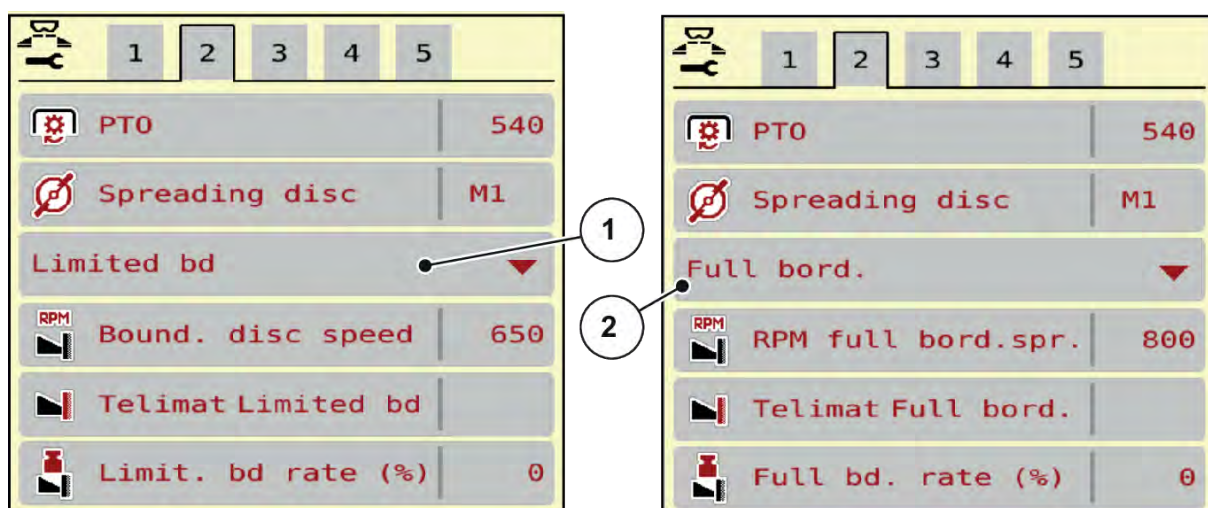 1 2 3 4 5
PTO 540
Spreading disc M1
Limited bd
RPM
Bound. disc speed 650
Telimat Limited bd
Limit. bd rate (%) 0
1
2
1 2 3 4 5
PTO 540
Spreading disc M1
Full bord.
RPM
RPM full bord.spr. 800
Telimat Full bord.
Full bd. rate (%) 0